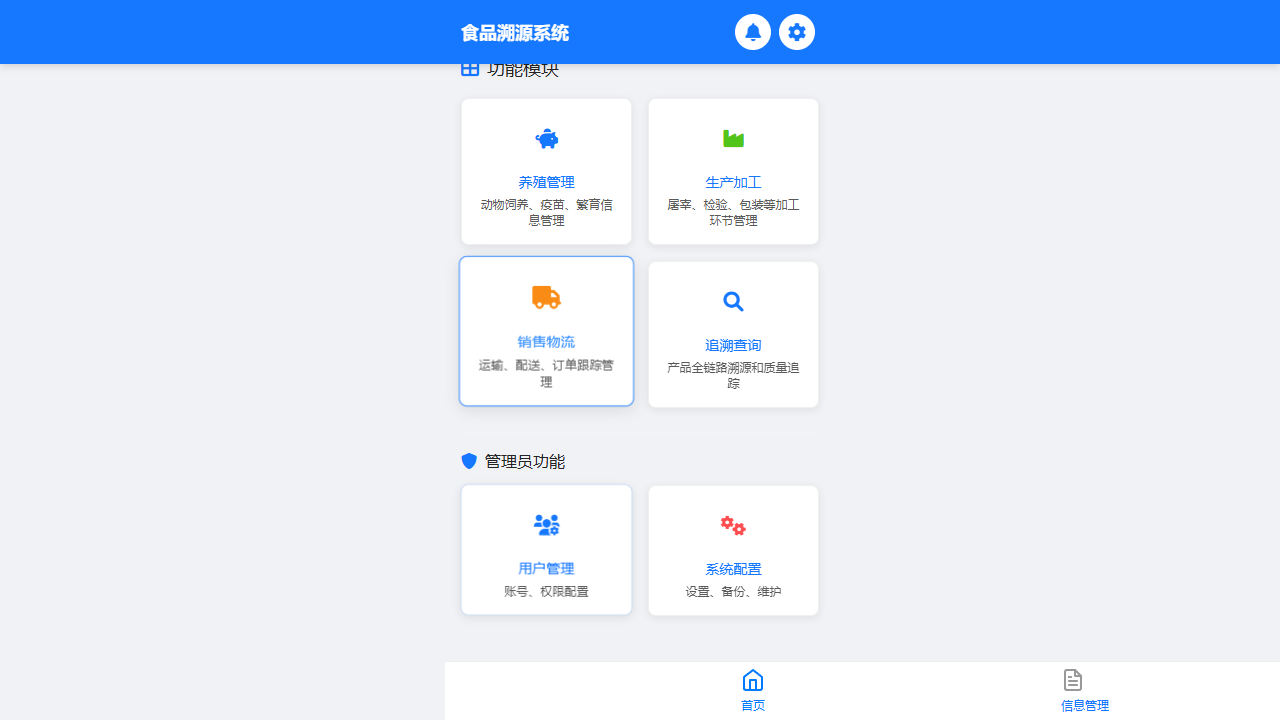 食品溯源系统
功能模块
养殖管理
动物饲养、疫苗、繁育信
息管理
生产加工
屠宰、检验、包装等加工
环节管理
销售物流
运输、配送、订单跟踪管
理
追溯查询
产品全链路溯源和质量追
踪
管理员功能
用户管理
账号、权限配置
系统配置
设置、备份、维护
首页
信息管理